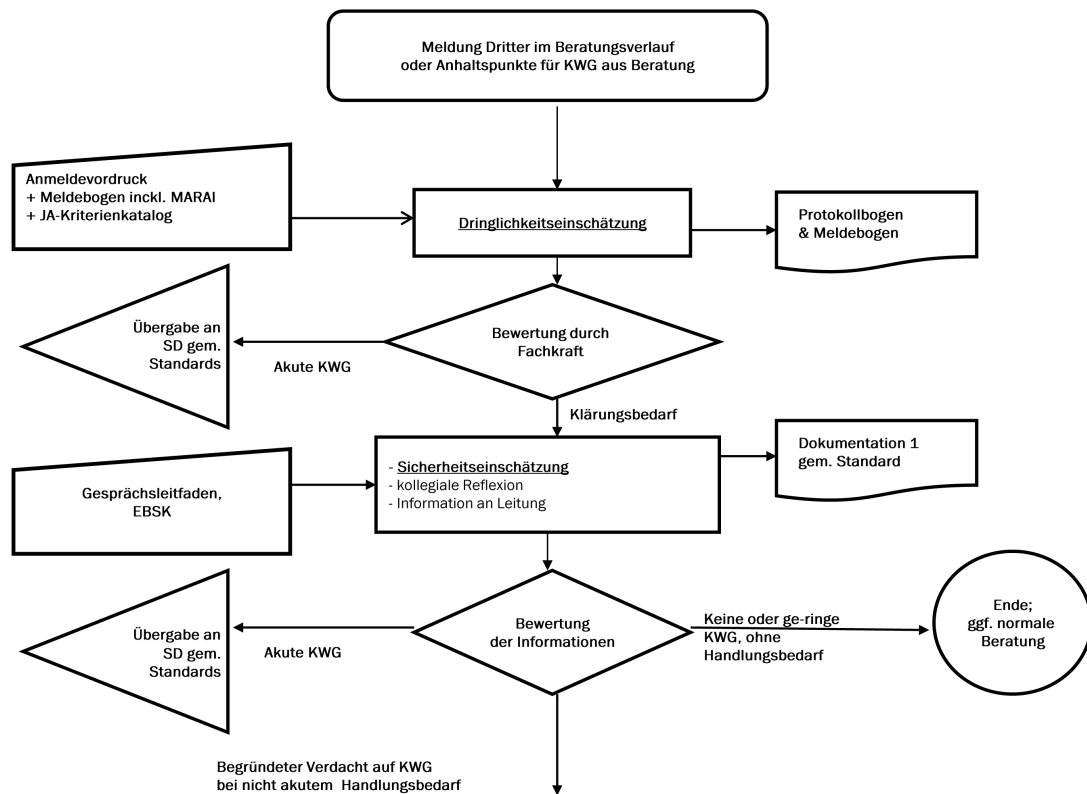 Meldung Dritter im Beratungsverlauf
oder Anhaltspunkte für KWG aus Beratung
Anmeldevordruck
+ Meldebogen inckl. MARAI
+ JA-Kriterienkatalog
Dringlichkeitseinschätzung
Protokollbogen
& Meldebogen
Übergabe an
SD gem.
Standards
Akute KWG
Bewertung durch
Fachkraft
Klärungsbedarf
Gesprächsleitfaden,
EBSK
- Sicherheitseinschätzung
- kollegiale Reflexion
- Information an Leitung
Dokumentation 1
gem. Standard
Übergabe an
SD gem.
Standards
Akute KWG
Bewertung
der Informationen
Keine oder ge-ringe
KWG, ohne
Handlungsbedarf
Ende;
ggf. normale
Beratung
Begründeter Verdacht auf KWG
bei nicht akutem Handlungsbedarf